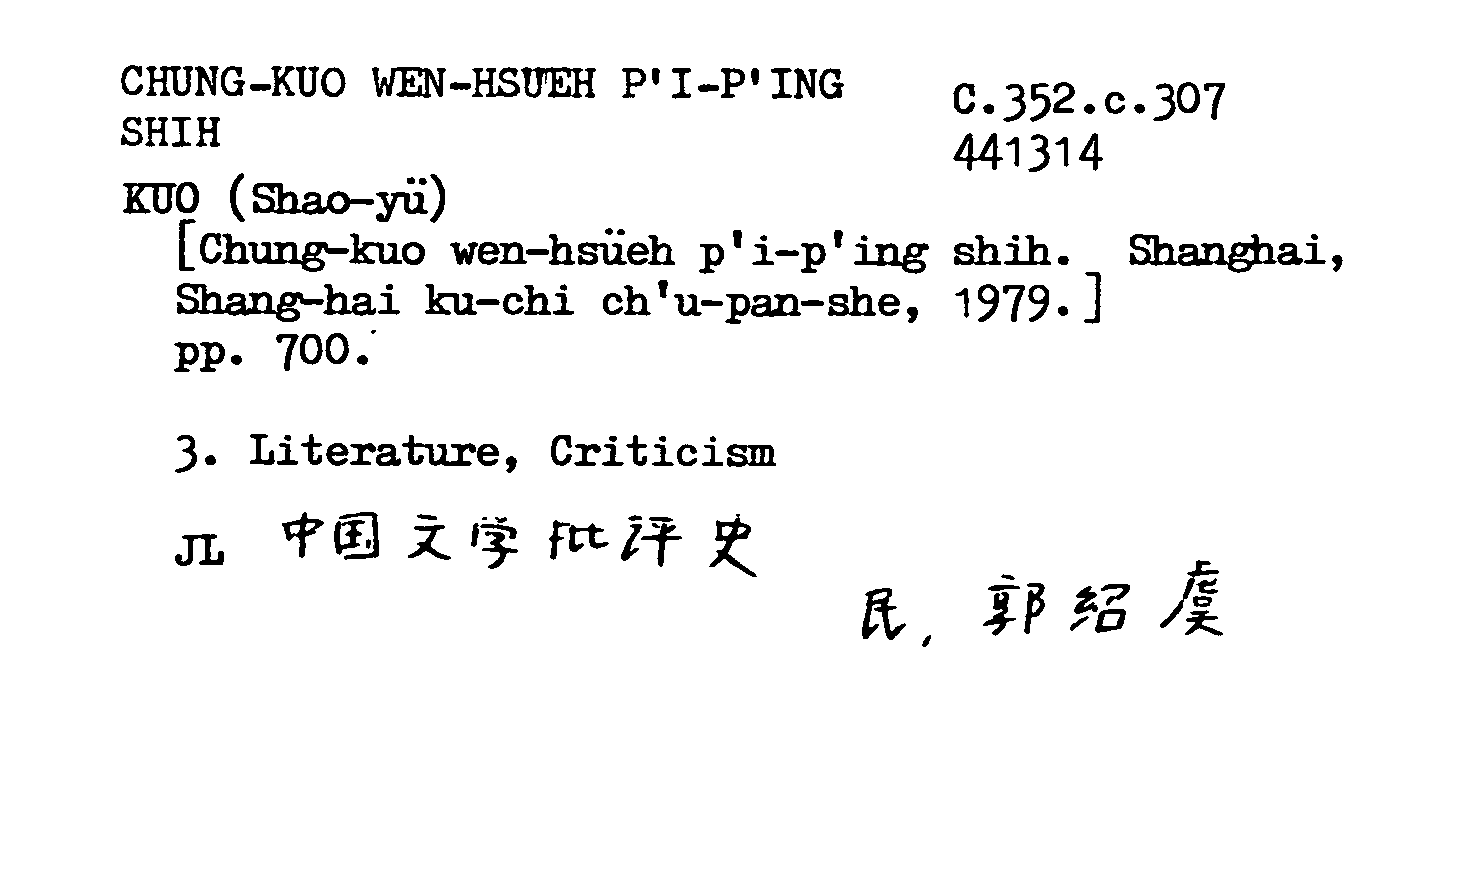 CHUNG-KUO WEN-HSUEH P'I-P'ING
SHIH
C.352.c.307
441314
KUO (Shao-yü)
[Chung-kuo wen-hsüeh p'i-p'ing shih. Shanghai,
Shang-hai ku-chi ch'u-pan-she, 1979.]
pp. 700.
3. Literature, Criticism
JL 中国文学批评史
民, 郭绍虞